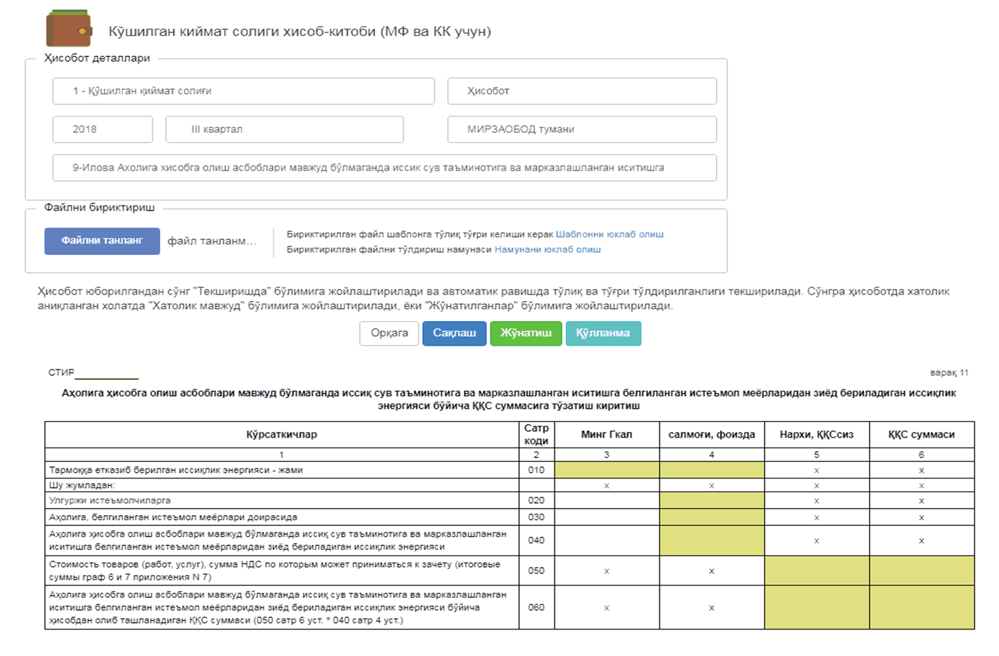 Кўшилган киймат солиги хисоб-китоби (МФ ва КК учун)
Ҳисобот деталлари
1 - Қўшилган қиймат солиғи
Ҳисобот
2018
III квартал
МИРЗАОБОД тумани
9-Илова Ахолига хисобга олиш асбоблари мавжуд бўлмаганда иссик сув таъминотига ва марказлашланган иситишга
Файлни бириктириш
Файлни танланг
файл танланм...
Бириктирилган файл шаблонга тўлиқ тўғри келиши керак Шаблонни юклаб олиш
Бириктирилган файлни тўлдириш намунаси Намунани юклаб олиш
Ҳисобот юборилгандан сўнг "Текширишда" бўлимига жойлаштирилади ва автоматик равишда тўлиқ ва тўғри тўлдирилганлиги текширилади. Сўнгра ҳисоботда хатолик
аниқланган холатда "Хатолик мавжуд" бўлимига жойлаштирилади, ёки "Жўнатилганлар" бўлимига жойлаштирилади.
Орқага
Сақлаш
Жўнатиш
Қўлланма
СТИР
варақ 11
Аҳолига ҳисобга олиш асбоблари мавжуд бўлмаганда иссиқ сув таъминотига ва марказлашланган иситишга белгиланган истеъмол меёрларидан зиёд бериладиган иссиқлик
энергияси бўйича ҚҚС суммасига тўзатиш киритиш
Кўрсаткичлар
Сатр
коди
Минг Гкал
салмоғи, фоизда
Нархи, ҚҚСсиз
ҚҚС суммаси
1 2 3 4 5 6
Тармоққа етказиб берилган иссиқлик энергияси - жами 010 x x
Шу жумладан: x x x x
Улгуржи истеъмолчиларга 020 x x
Аҳолига, белгиланган истеъмол меёрлари доирасида 030 x x
Аҳолига ҳисобга олиш асбоблари мавжуд бўлмаганда иссиқ сув таъминотига ва марказлашланган
иситишга белгиланган истеъмол меёрларидан зиёд бериладиган иссиқлик энергияси
040 x x
Стоимость товаров (работ, услуг), сумма НДС по которым может приниматься к зачету (итоговые
суммы граф 6 и 7 приложения N 7)
050 x x
Аҳолига ҳисобга олиш асбоблари мавжуд бўлмаганда иссиқ сув таъминотига ва марказлашланган
иситишга белгиланган истеъмол меёрларидан зиёд бериладиган иссиқлик энергияси бўйича
ҳисобдан олиб ташланадиган ҚҚС суммаси (050 сатр 6 уст. * 040 сатр 4 уст.)
060 x x